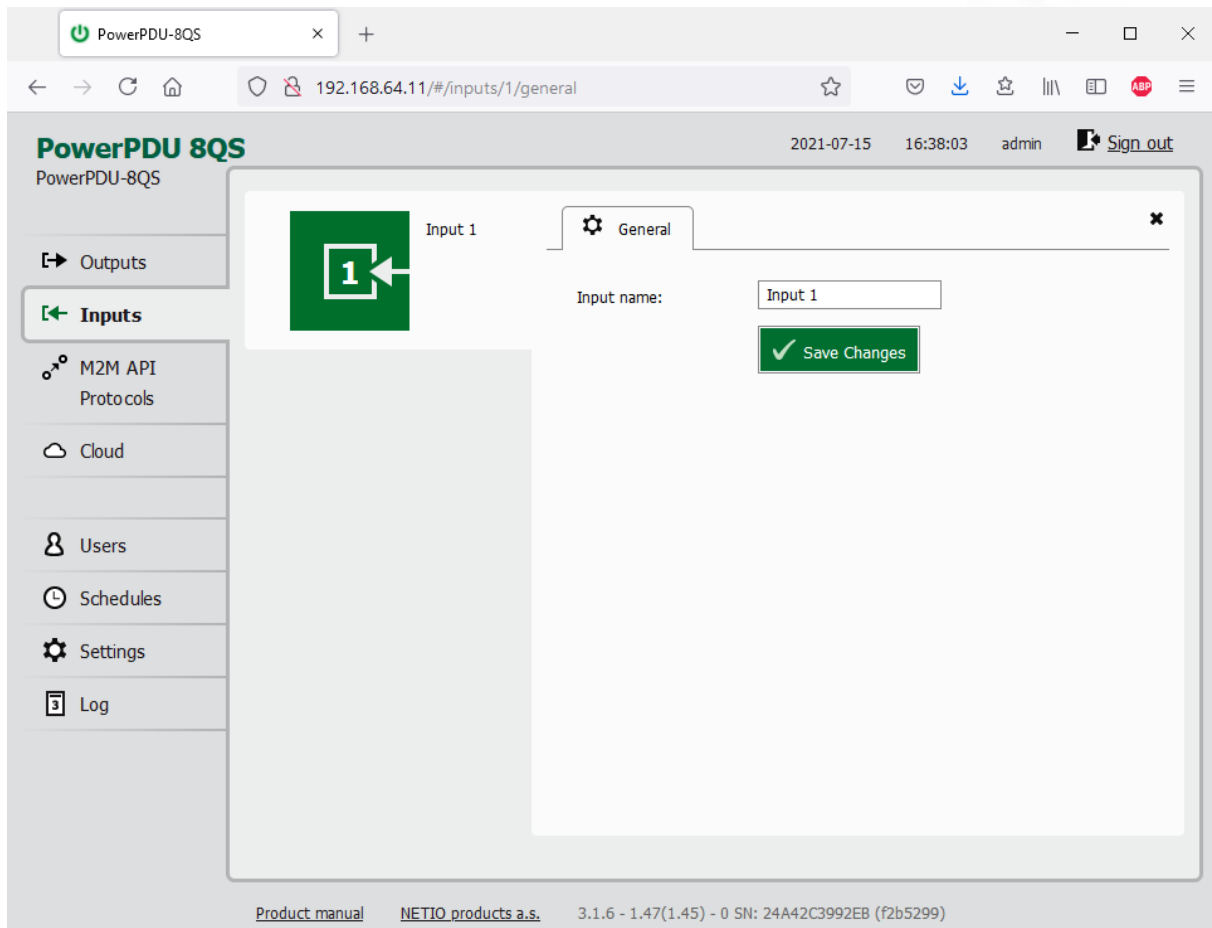 PowerPDU-8QS
192.168.64.11/#/inputs/1/general
ABP
PowerPDU 8QS
2021-07-15 16:38:03 admin Sign out
PowerPDU-8QS
Outputs
Inputs
M2M API
Protocols
Cloud
Users
Schedules
Settings
3 Log
1
Input 1
General
Input name: Input 1
Save Changes
Product manual NETIO products a.s. 3.1.6 - 1.47(1.45) - 0 SN: 24A42C3992EB (f2b5299)